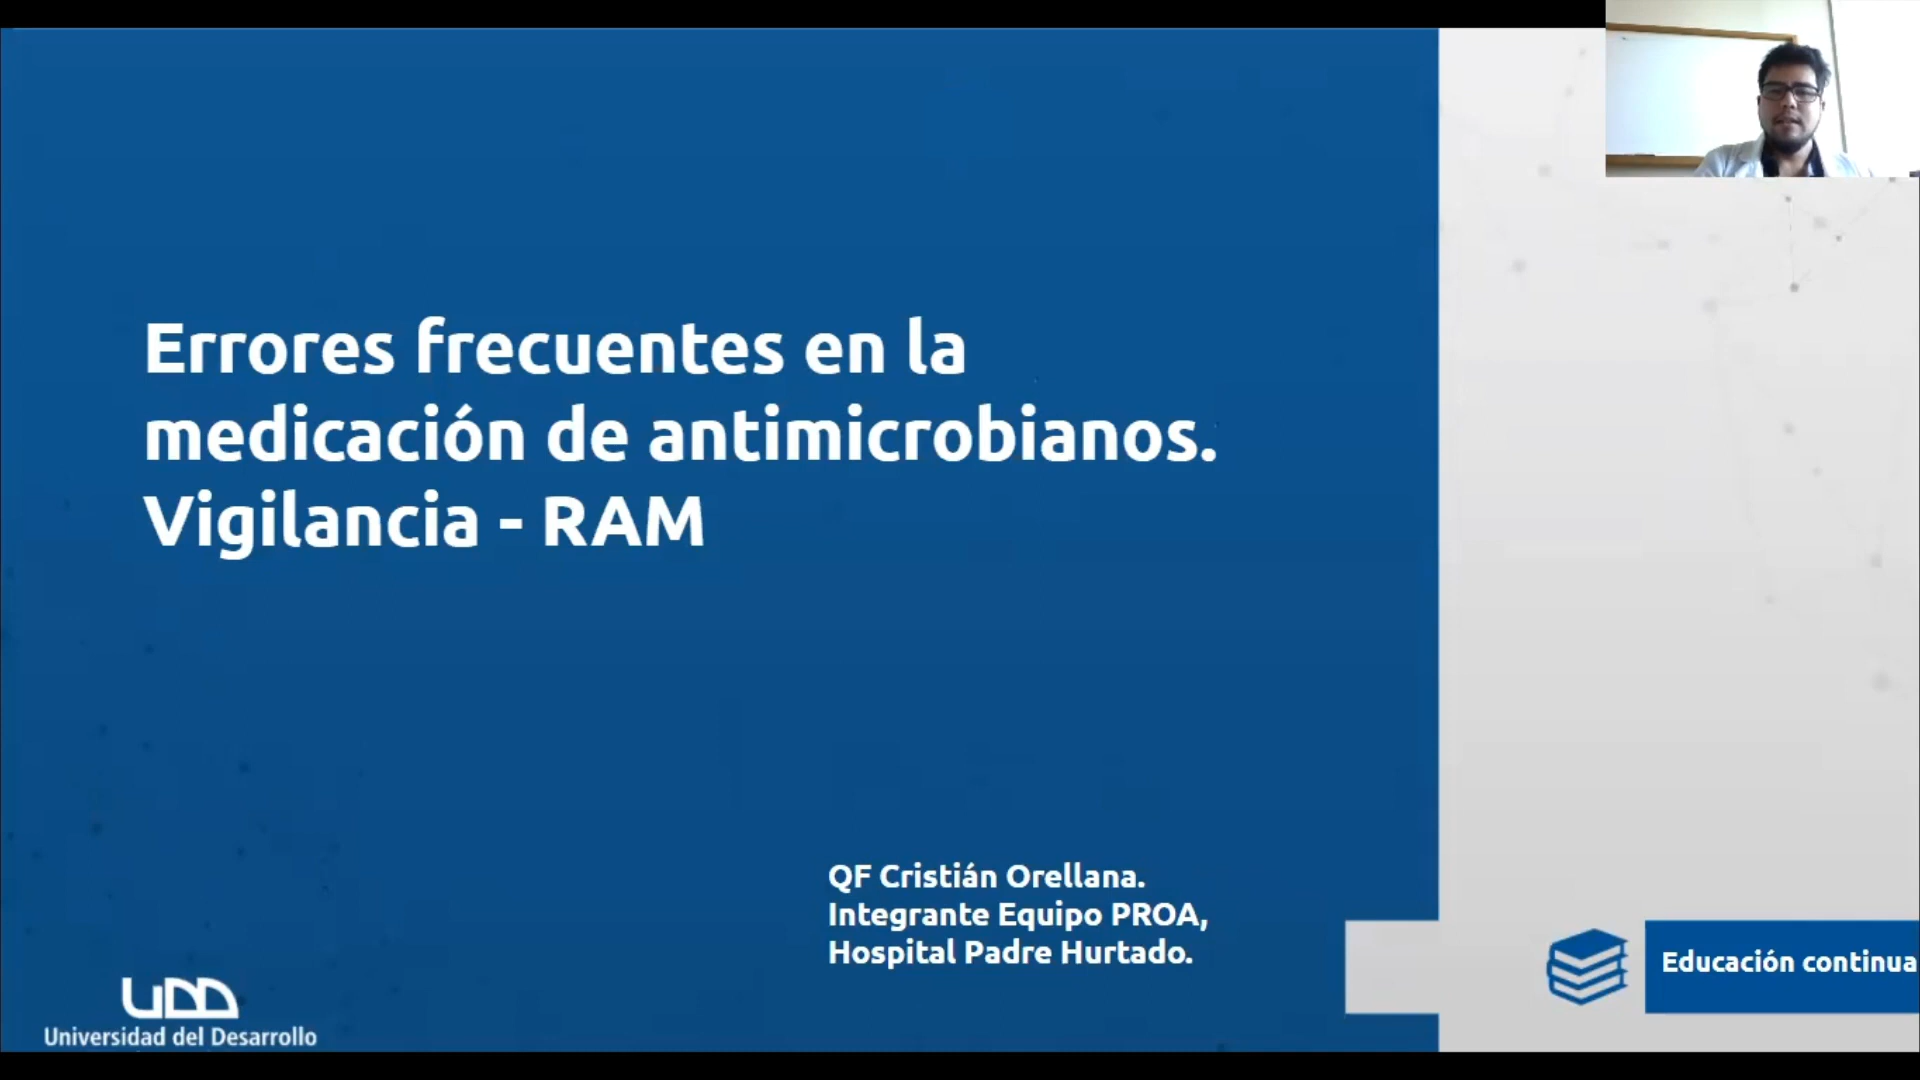 Errores frecuentes en la
medicación de antimicrobianos.
Vigilancia - RAM
QF Cristián Orellana.
Integrante Equipo PROA,
Hospital Padre Hurtado.
UDD
Universidad del Desarrollo
Educación continua